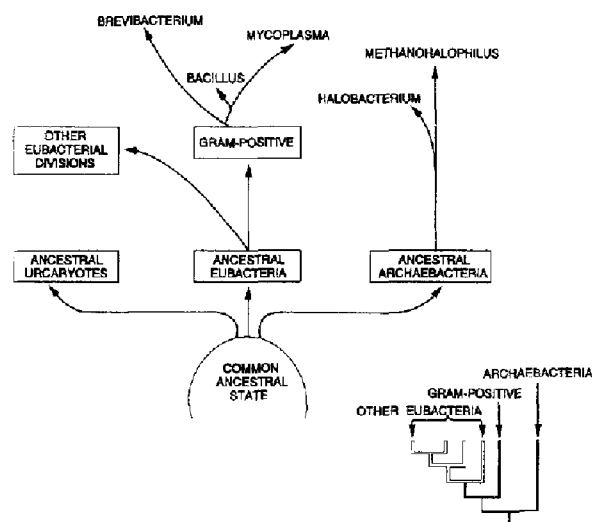 BREVIBACTERIUM
MYCOPLASMA
METHANOHALOPHILUS
BACILLUS
HALOBACTERIUM
OTHER
EUBACTERIAL
DIVISIONS
GRAM-POSITIVE
ANCESTRAL
URCARYOTES
ANCESTRAL
EUBACTERIA
ANCESTRAL
ARCHAEBACTERIA
COMMON
ANCESTRAL
STATE
ARCHAEBACTERIA
GRAM-POSITIVE
OTHER EUBACTERIA